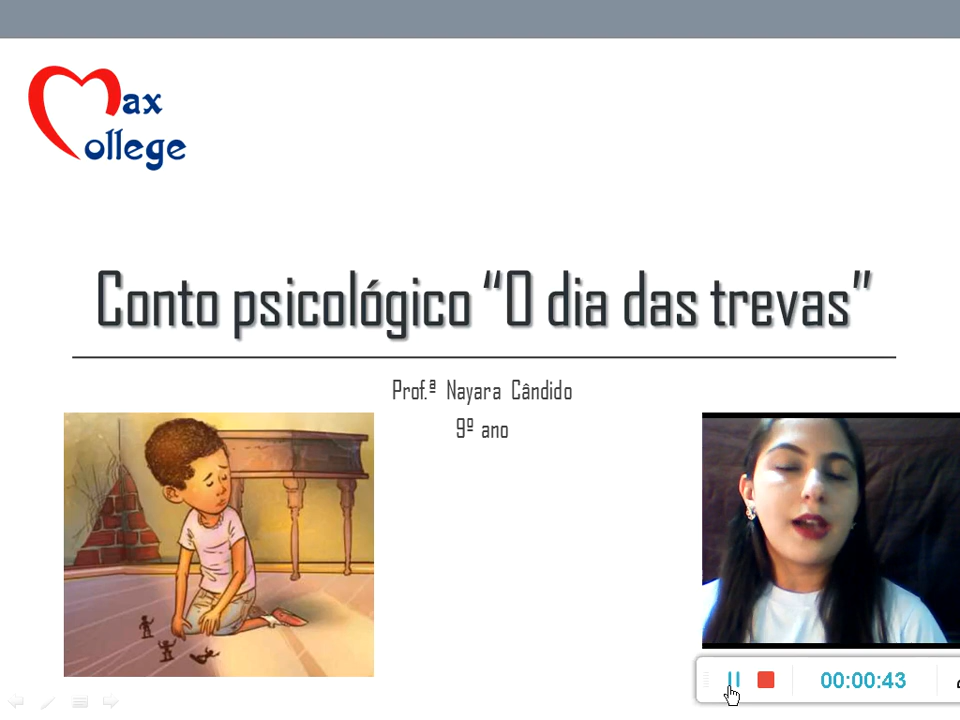 Max
College
Conto psicológico “O dia das trevas”
Prof.ª Nayara Cândido
9º ano
00:00:43